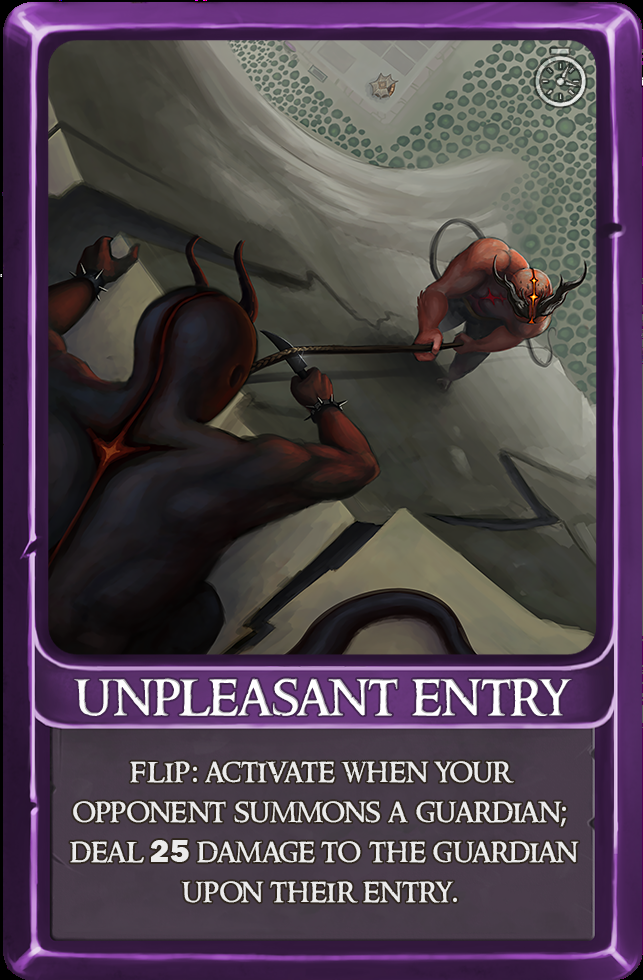 UNPLEASANT ENTRY
FLIP: ACTIVATE WHEN YOUR
OPPONENT SUMMONS A GUARDIAN;
DEAL 25 DAMAGE TO THE GUARDIAN
UPON THEIR ENTRY.